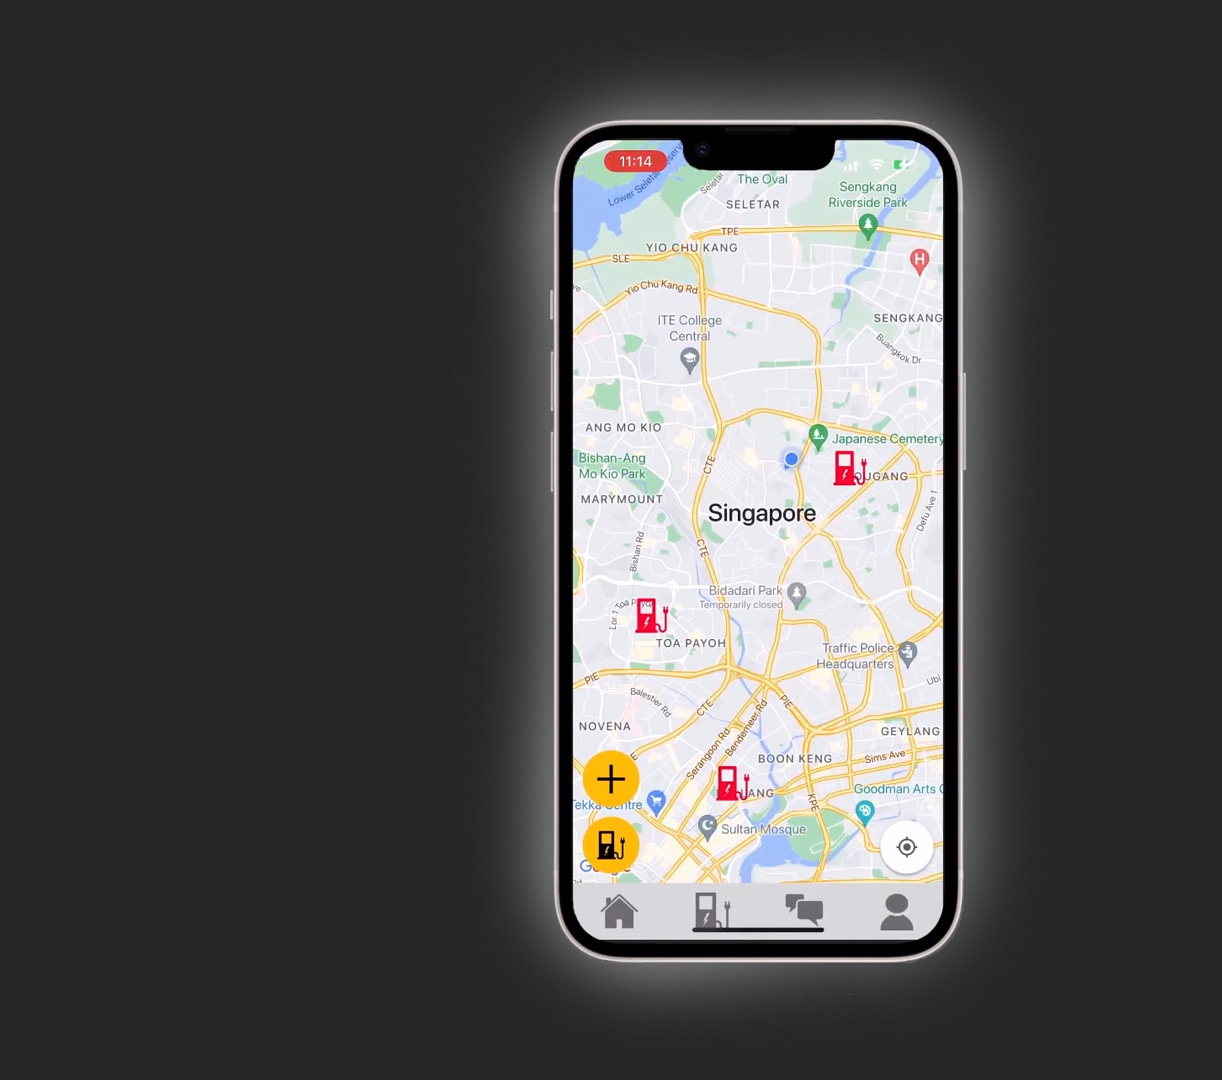 11:14
Lower Seletar Reserv
Seletar
The Oval
Sengkang
Riverside Park
SELETAR
TPE
YIO CHU KANG
SLE
H
Yio Chu Kang Rd
ITE College
Central
SENGKANG
Buangkok Dr
ANG MO KIO
Japanese Cemetery
Bishan-Ang
Mo Kio Park
CTE
OUGANG
MARYMOUNT
Defu Ave 1
Singapore
Bishan Rd
CTE
Bidadari Park
Temporarily closed
Lor 1 Toa Payoh
TOA PAYOH
Traffic Police
Headquarters
PIE
Ubi
Balestier Rd
CTE
PIE
Bendemeer Rd
Serangoon Rd
NOVENA
GEYLANG
BOON KENG
Sims Ave
ANG
KPE
Goodman Arts C
Tekka Centre
Sultan Mosque